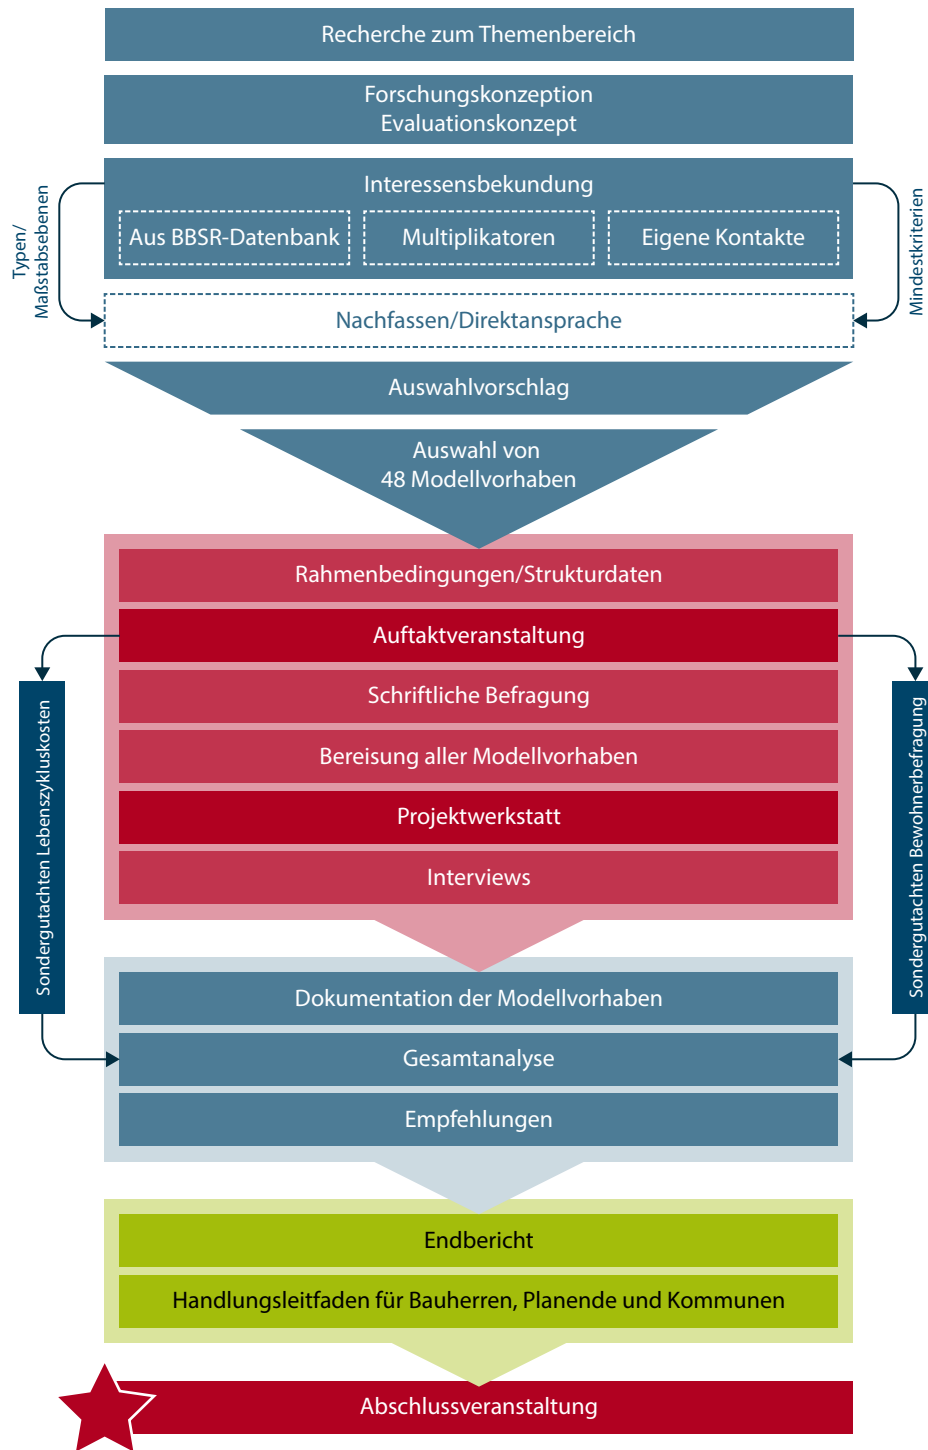 Recherche zum Themenbereich
Forschungskonzeption
Evaluationskonzept
Interessensbekundung
Aus BBSR-Datenbank
Multiplikatoren
Eigene Kontakte
Typen/
Maßstabsebenen
Mindestkriterien
Nachfassen/Direktansprache
Auswahlvorschlag
Auswahl von
48 Modellvorhaben
Rahmenbedingungen/Strukturdaten
Auftaktveranstaltung
Schriftliche Befragung
Bereisung aller Modellvorhaben
Projektwerkstatt
Interviews
Sondergutachten Lebenszykluskosten
Sondergutachten Bewohnerbefragung
Dokumentation der Modellvorhaben
Gesamtanalyse
Empfehlungen
Endbericht
Handlungsleitfaden für Bauherren, Planende und Kommunen
Abschlussveranstaltung